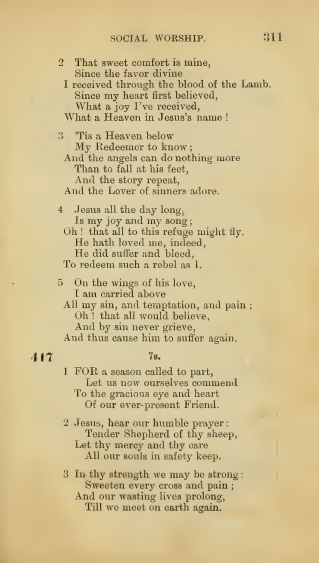 SOCIAL WORSHIP. 311
2 That sweet comfort is mine,
Since the favor divine
I received through the blood of the Lamb.
Since my heart first believed,
What a joy I've received,
What a Heaven in Jesus's name !
3 'Tis a Heaven below
My Redeemer to know ;
And the angels can do nothing more
Than to fall at his feet,
And the story repeat,
And the Lover of sinners adore.
4 Jesus all the day long,
Is my joy and my song ;
Oh ! that all to this refuge might fly.
He hath loved me, indeed,
He did suffer and bleed,
To redeem such a rebel as I.
5 On the wings of his love,
I am carried above
All my sin, and temptation, and pain ;
Oh ! that all would believe,
And by sin never grieve,
And thus cause him to suffer again.
417 7s.
1 FOR a season called to part,
Let us now ourselves commend
To the gracious eye and heart
Of our ever-present Friend.
2 Jesus, hear our humble prayer :
Tender Shepherd of thy sheep,
Let thy mercy and thy care
All our souls in safety keep.
3 In thy strength we may be strong :
Sweeten every cross and pain ;
And our wasting lives prolong,
Till we meet on earth again.